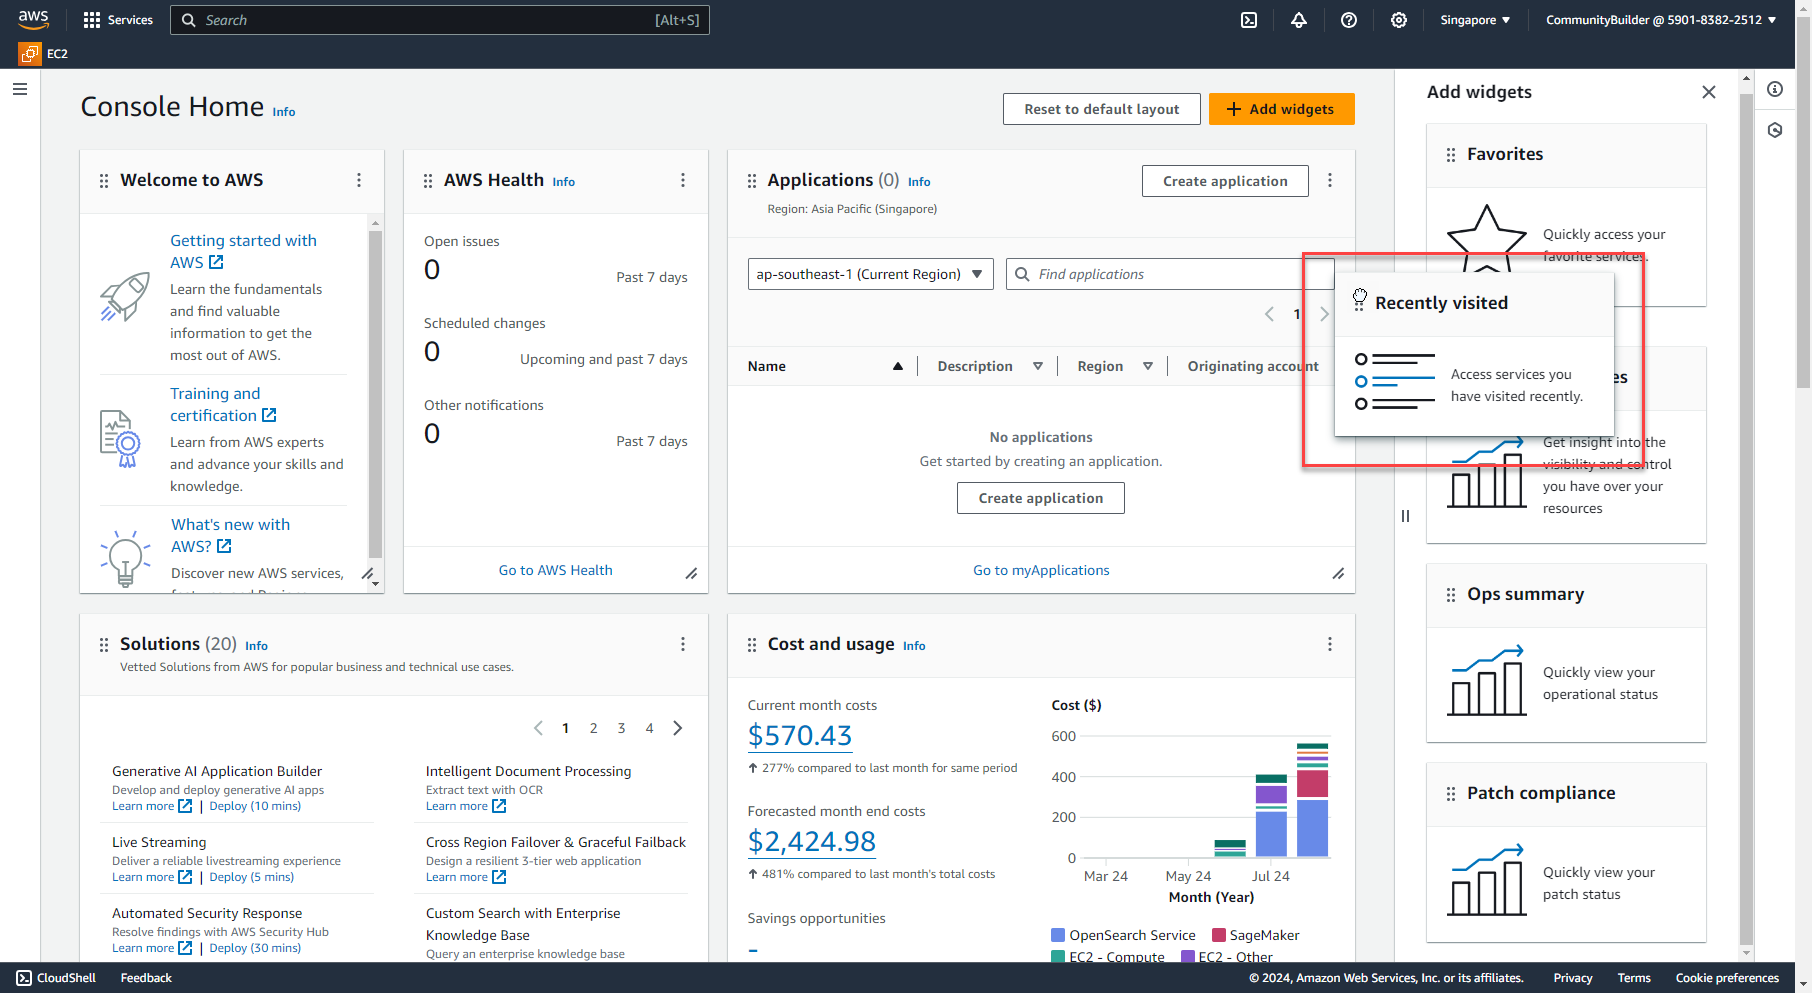 aws
Services
Search
[Alt+S]
Singapore ▼
CommunityBuilder @ 5901-8382-2512 ▼
EC2
Console Home Info
Reset to default layout
+ Add widgets
Welcome to AWS
Getting started with
AWS
Learn the fundamentals
and find valuable
information to get the
most out of AWS.
Training and
certification
Learn from AWS experts
and advance your skills and
knowledge.
What's new with
AWS?
Discover new AWS services,
AWS Health Info
Open issues
0
Past 7 days
Scheduled changes
0
Upcoming and past 7 days
Other notifications
0
Past 7 days
Go to AWS Health
Applications (0) Info
Region: Asia Pacific (Singapore)
Create application
ap-southeast-1 (Current Region)
Find applications
1
Name
Description
Region
Originating account
No applications
Get started by creating an application.
Create application
Go to myApplications
Solutions (20) Info
Vetted Solutions from AWS for popular business and technical use cases.
1 2 3 4
Generative AI Application Builder
Develop and deploy generative AI apps
Learn more | Deploy (10 mins)
Intelligent Document Processing
Extract text with OCR
Learn more
Live Streaming
Deliver a reliable livestreaming experience
Learn more | Deploy (5 mins)
Cross Region Failover & Graceful Failback
Design a resilient 3-tier web application
Learn more
Automated Security Response
Resolve findings with AWS Security Hub
Learn more | Deploy (30 mins)
Custom Search with Enterprise
Knowledge Base
Query an enterprise knowledge base
Cost and usage Info
Current month costs
$570.43
277% compared to last month for same period
Forecasted month end costs
$2,424.98
481% compared to last month's total costs
Savings opportunities
–
Cost ($)
600
400
200
0
Mar 24
May 24
Jul 24
Month (Year)
OpenSearch Service
SageMaker
EC2 - Compute
EC2 - Other
Add widgets
Favorites
Quickly access your
favorite services.
Recently visited
Access services you
have visited recently.
es
Get insight into the
visibility and control
you have over your
resources
Ops summary
Quickly view your
operational status
Patch compliance
Quickly view your
patch status
CloudShell
Feedback
© 2024, Amazon Web Services, Inc. or its affiliates.
Privacy
Terms
Cookie preferences